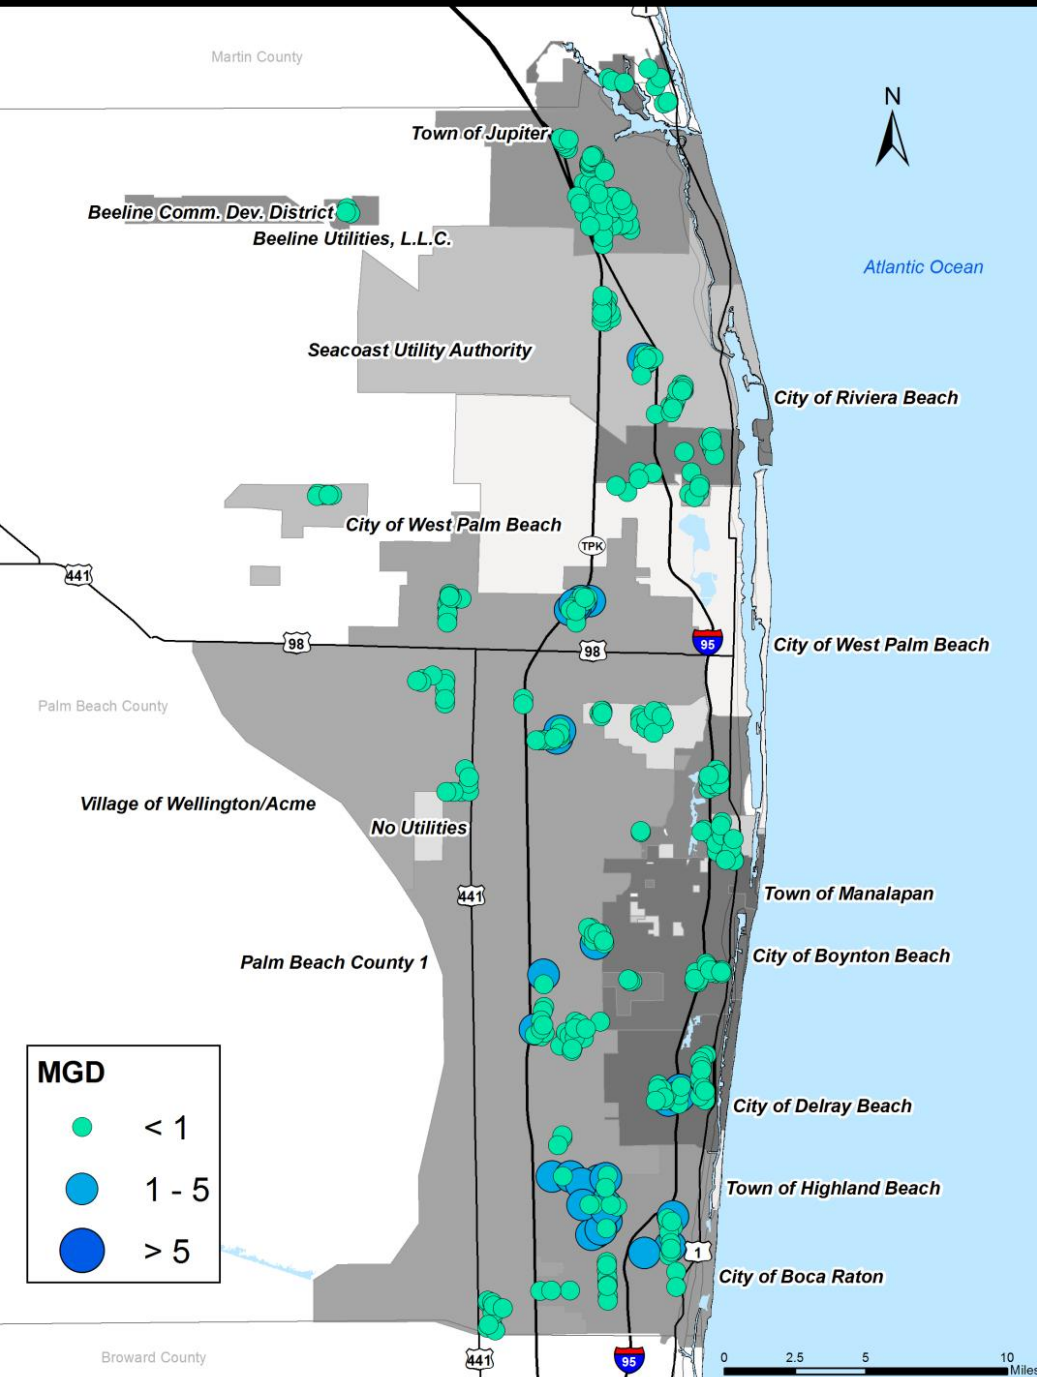 1
Martin County
N
Town of Jupiter
Beeline Comm. Dev. District
Beeline Utilities, L.L.C.
Atlantic Ocean
Seacoast Utility Authority
City of Riviera Beach
City of West Palm Beach
TPK
441
98
98
95
City of West Palm Beach
Palm Beach County
Village of Wellington/Acme
No Utilities
441
Town of Manalapan
City of Boynton Beach
Palm Beach County 1
MGD
< 1
1 - 5
> 5
City of Delray Beach
Town of Highland Beach
1
City of Boca Raton
Broward County
441
95
0 2.5 5 10
Miles